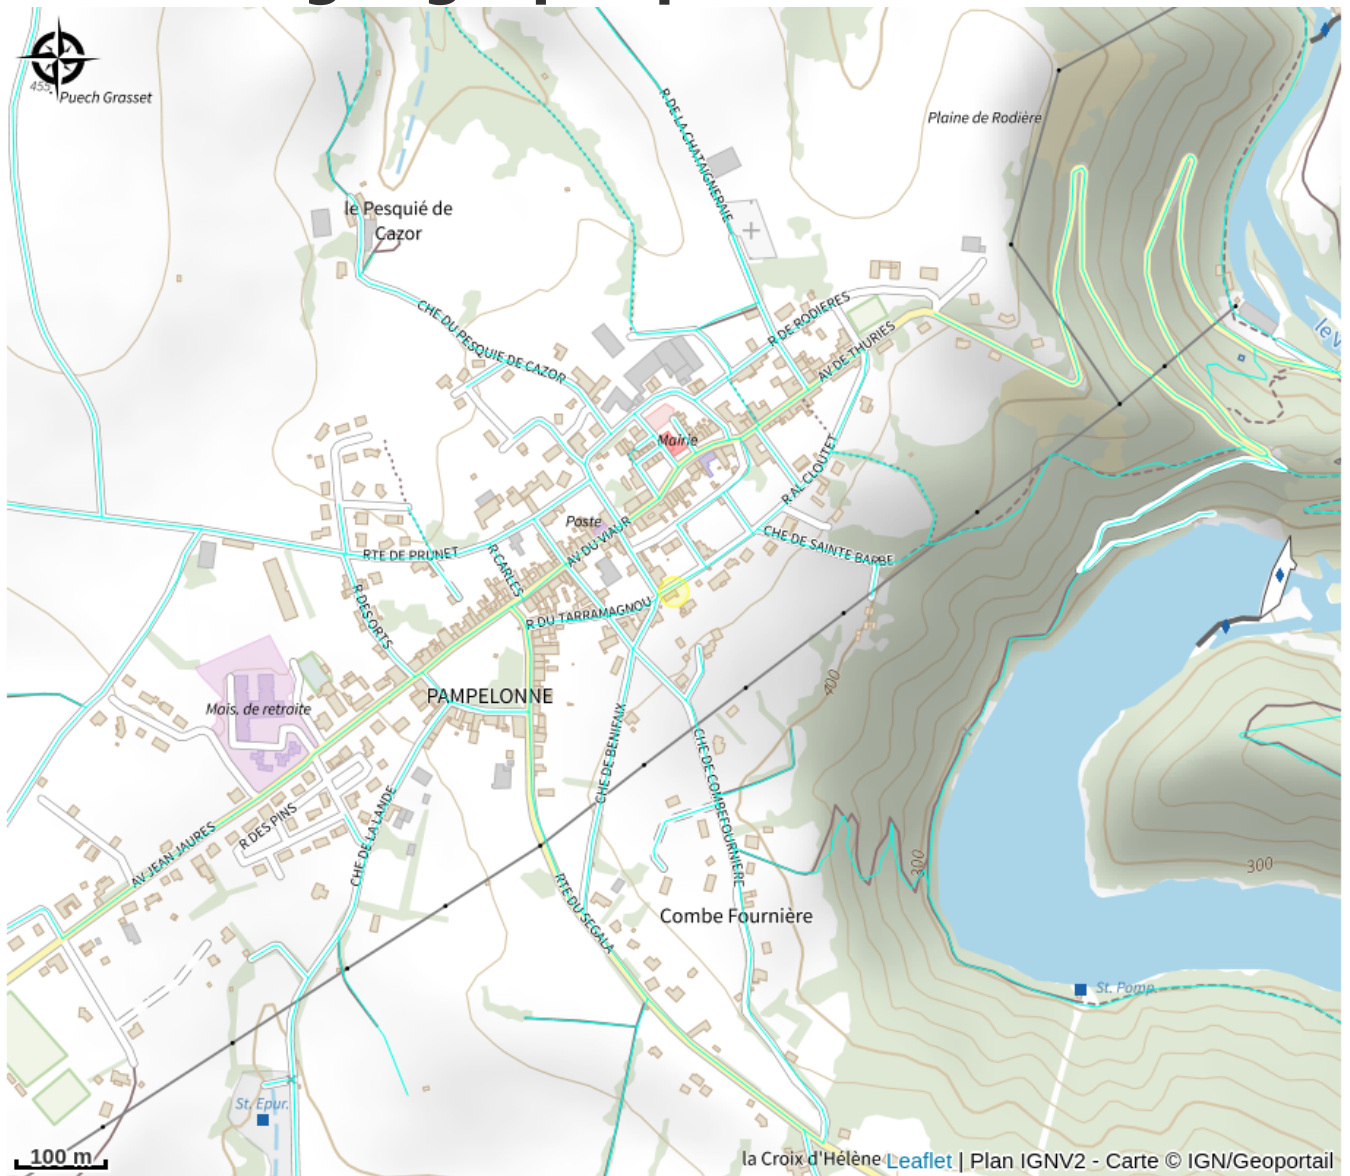 455
Puech Grasset
Plaine de Rodière
R DE LA CHATAIGNERAIE
le Pesquié de
Cazor
CHE DU PESQUIE DE CAZOR
R DE RODIERES
AV DE THURIES
le V
Mairie
R AL CLOUTET
Poste
AV DU VIAUR
RTE DE PRUNET
R CARLES
CHE DE SAINTE BARBE
R DESORTS
R DU TARRAMAGNOU
400
PAMPELONNE
Mais. de retraite
CHE DE BENFAIX
CHE DE COMBEFOURNIERE
R DES PINS
CHE DE LA LANDE
AV JEAN JAURES
300
300
RTE DU SEGALA
Combe Fournière
St. Pomp.
St. Epur.
100 m
la Croix d'Hélène
Leaflet | Plan IGNV2 - Carte © IGN/Geoportail